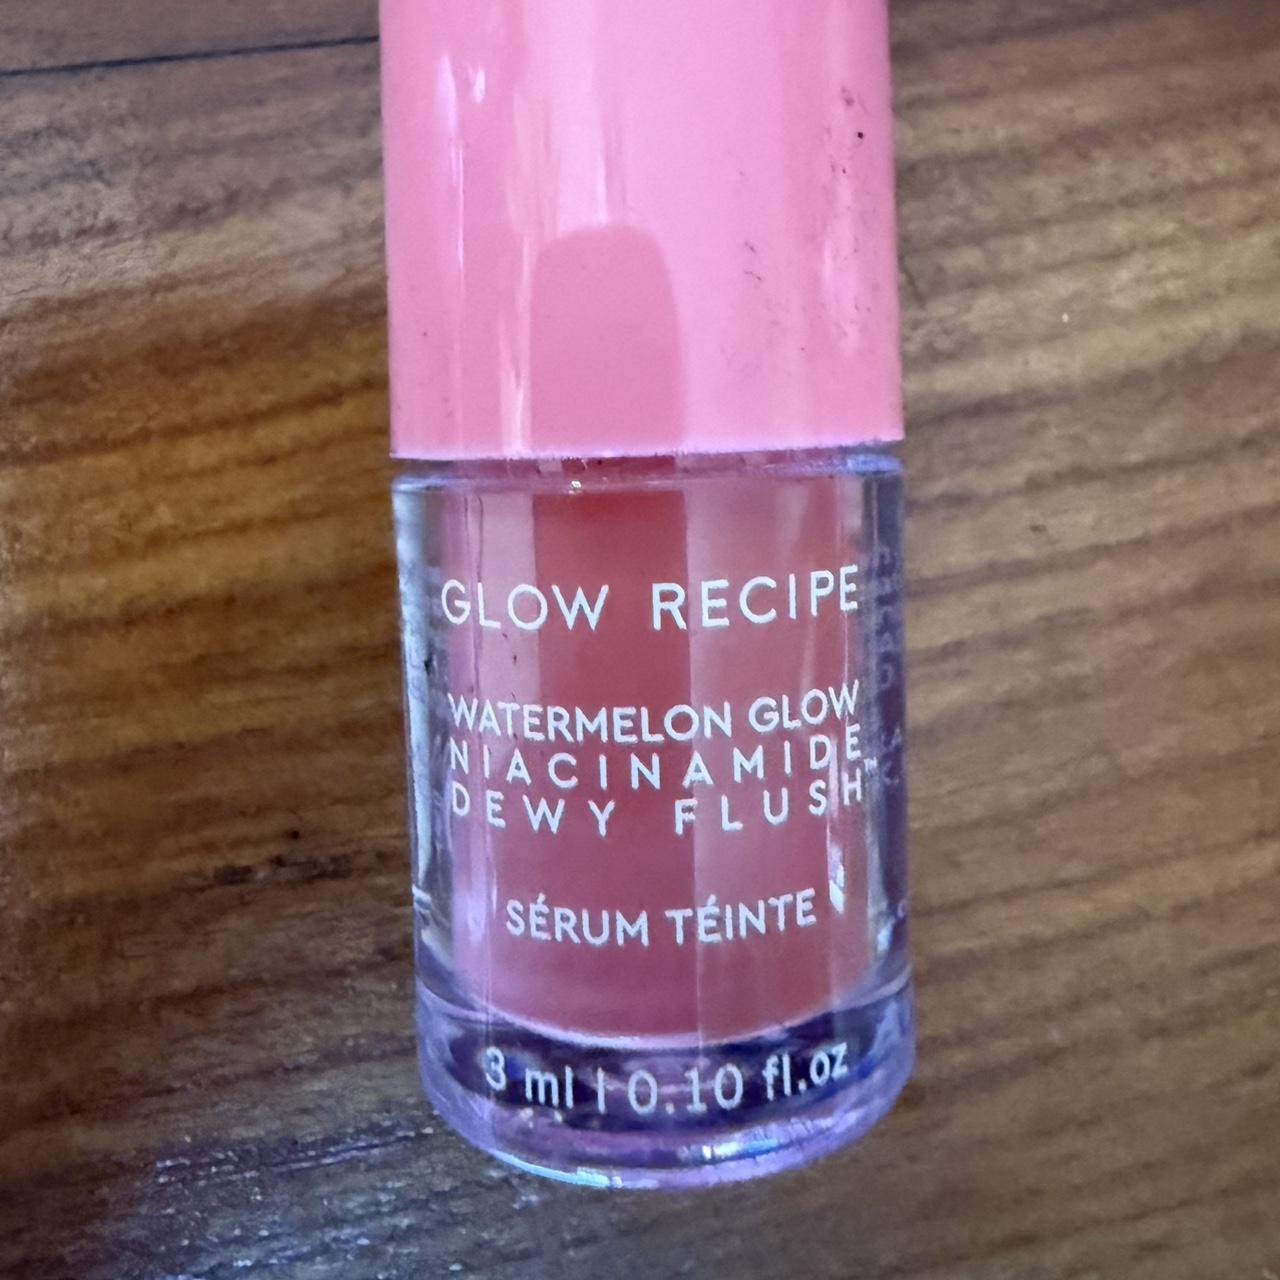 GLOW RECIPE
WATERMELON GLOW
NIACINAMIDE
DEWY FLUSH™
SÉRUM TÉINTE
3 ml | 0.10 fl.oz